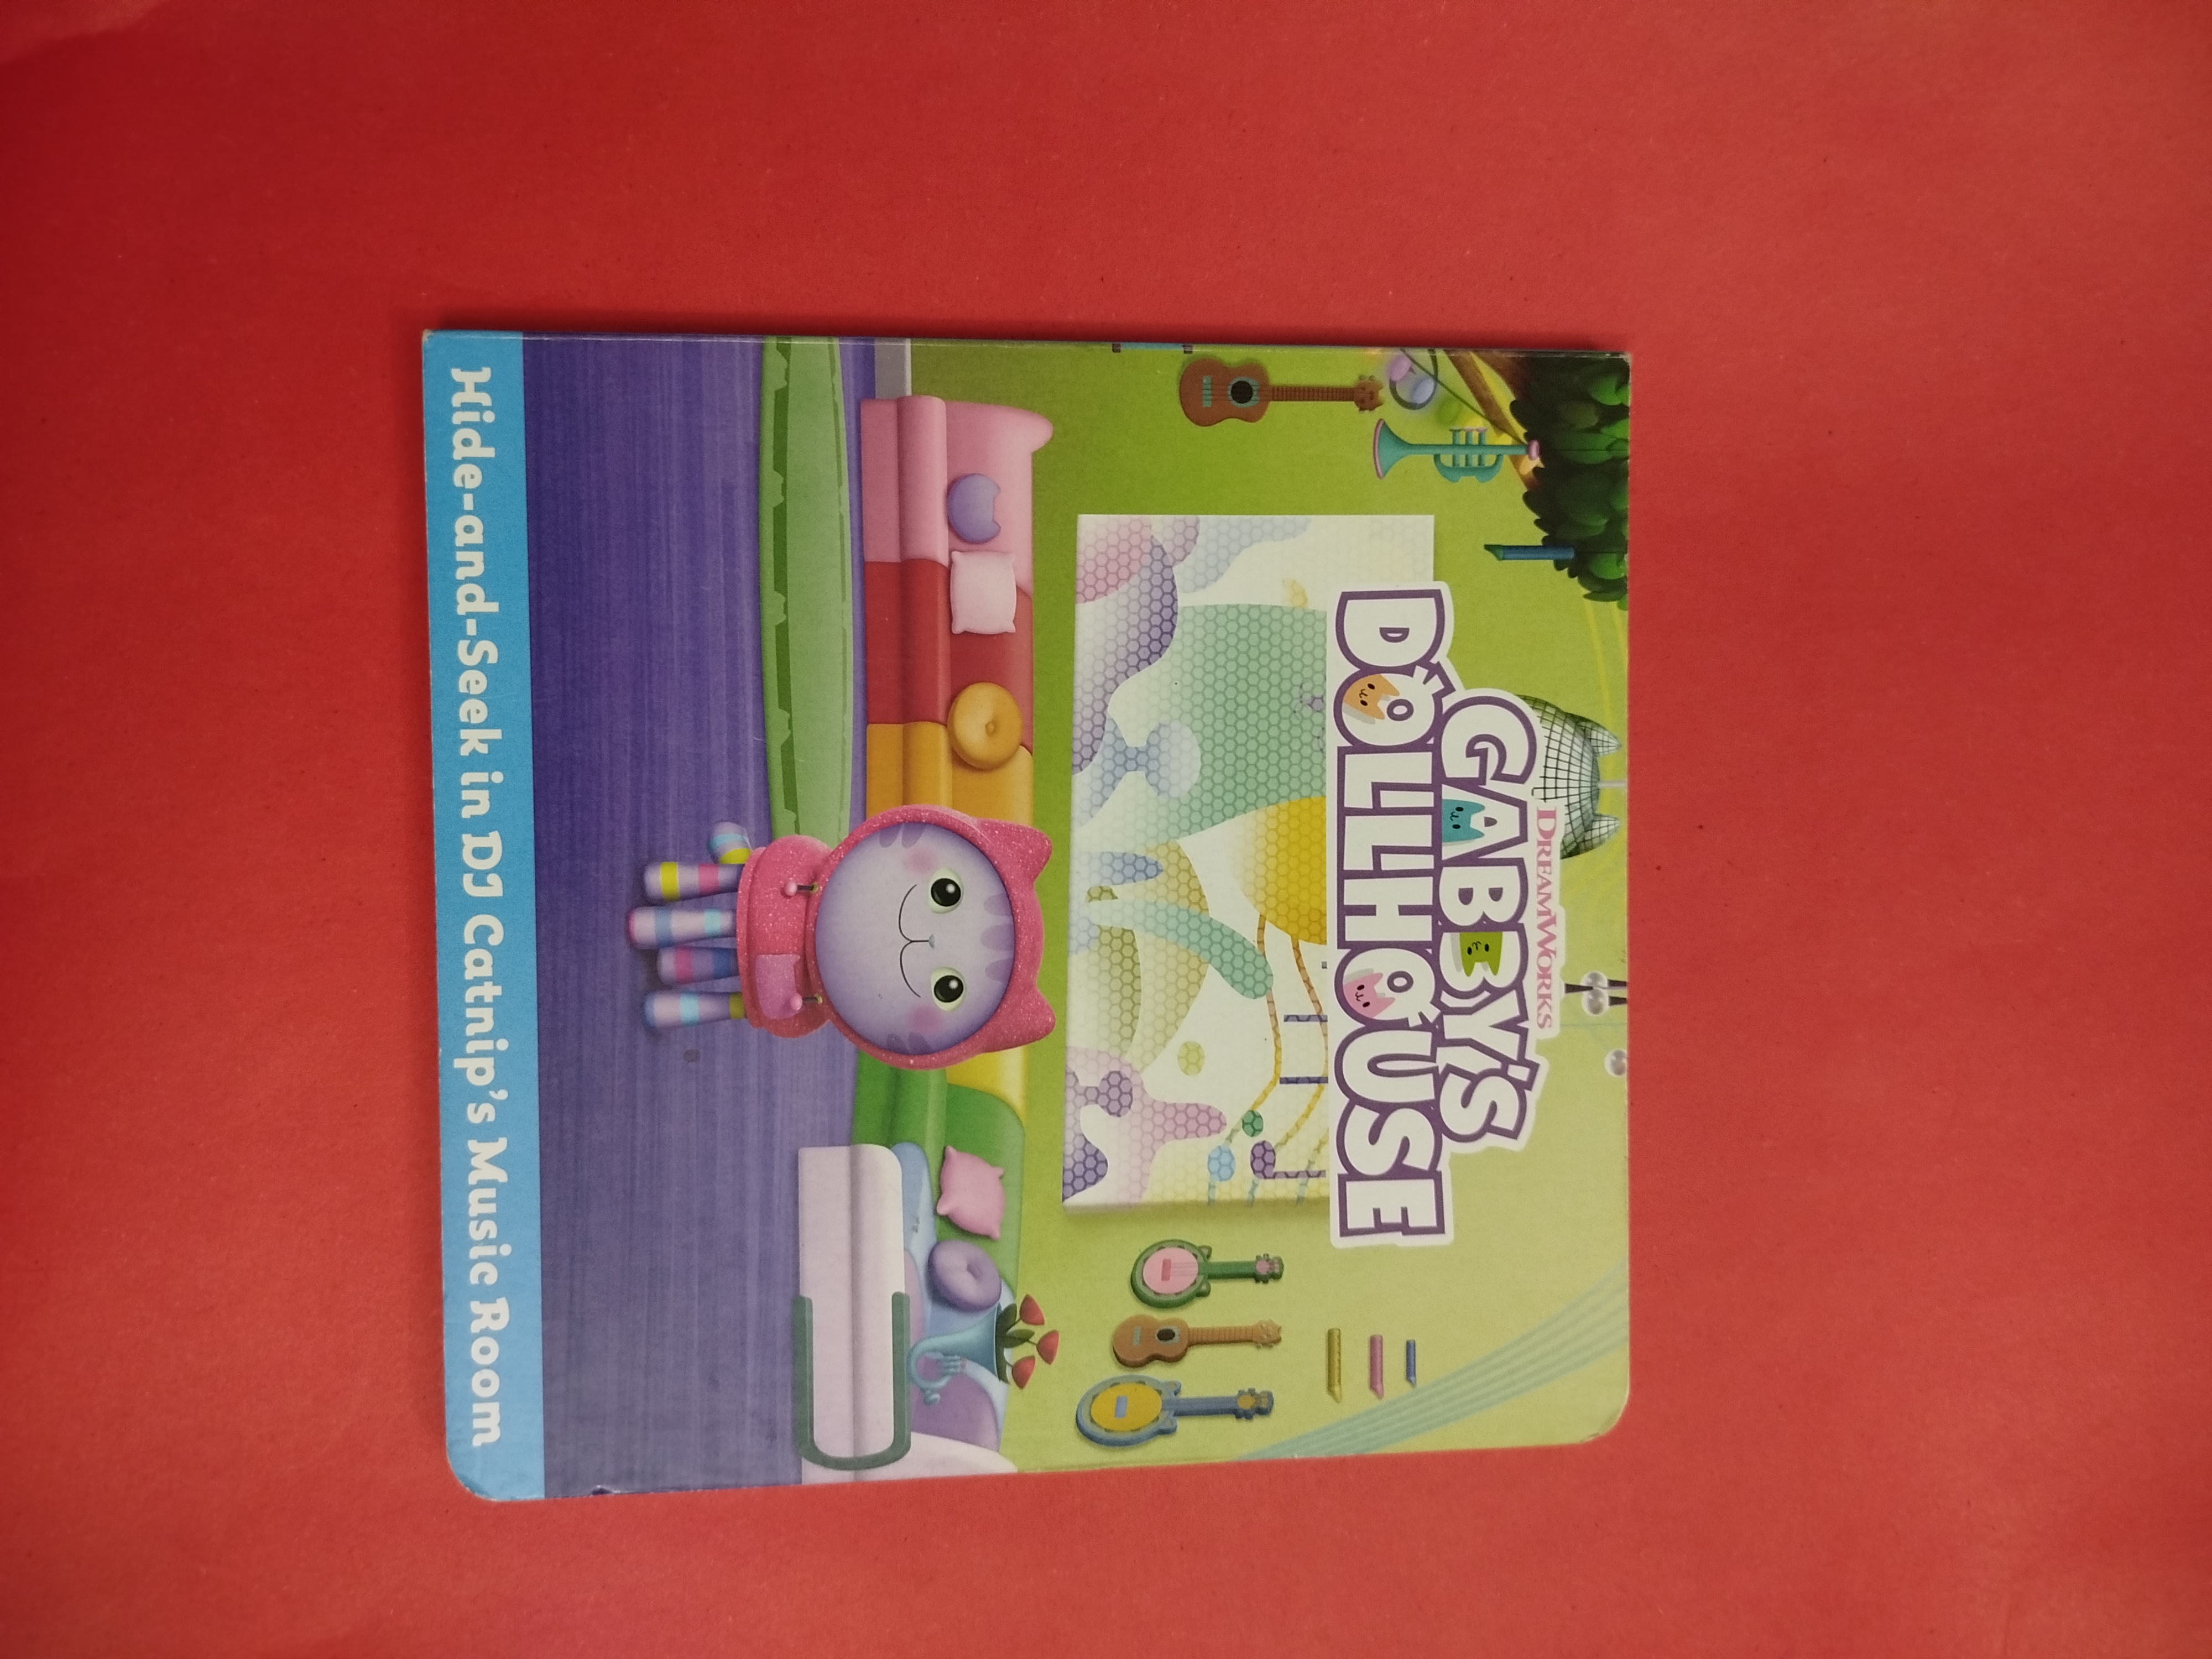 DREAMWORKS
GABBY'S
DOLLHOUSE
Hide-and-Seek in DJ Catnip's Music Room